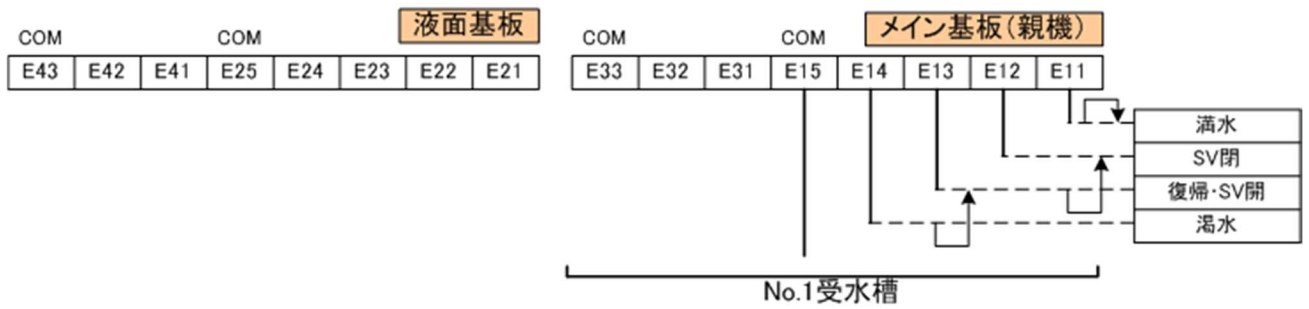 液面基板
メイン基板(親機)
COM COM COM COM
E43 E42 E41 E25 E24 E23 E22 E21 E33 E32 E31 E15 E14 E13 E12 E11
満水
SV閉
復帰・SV開
渇水
No.1受水槽